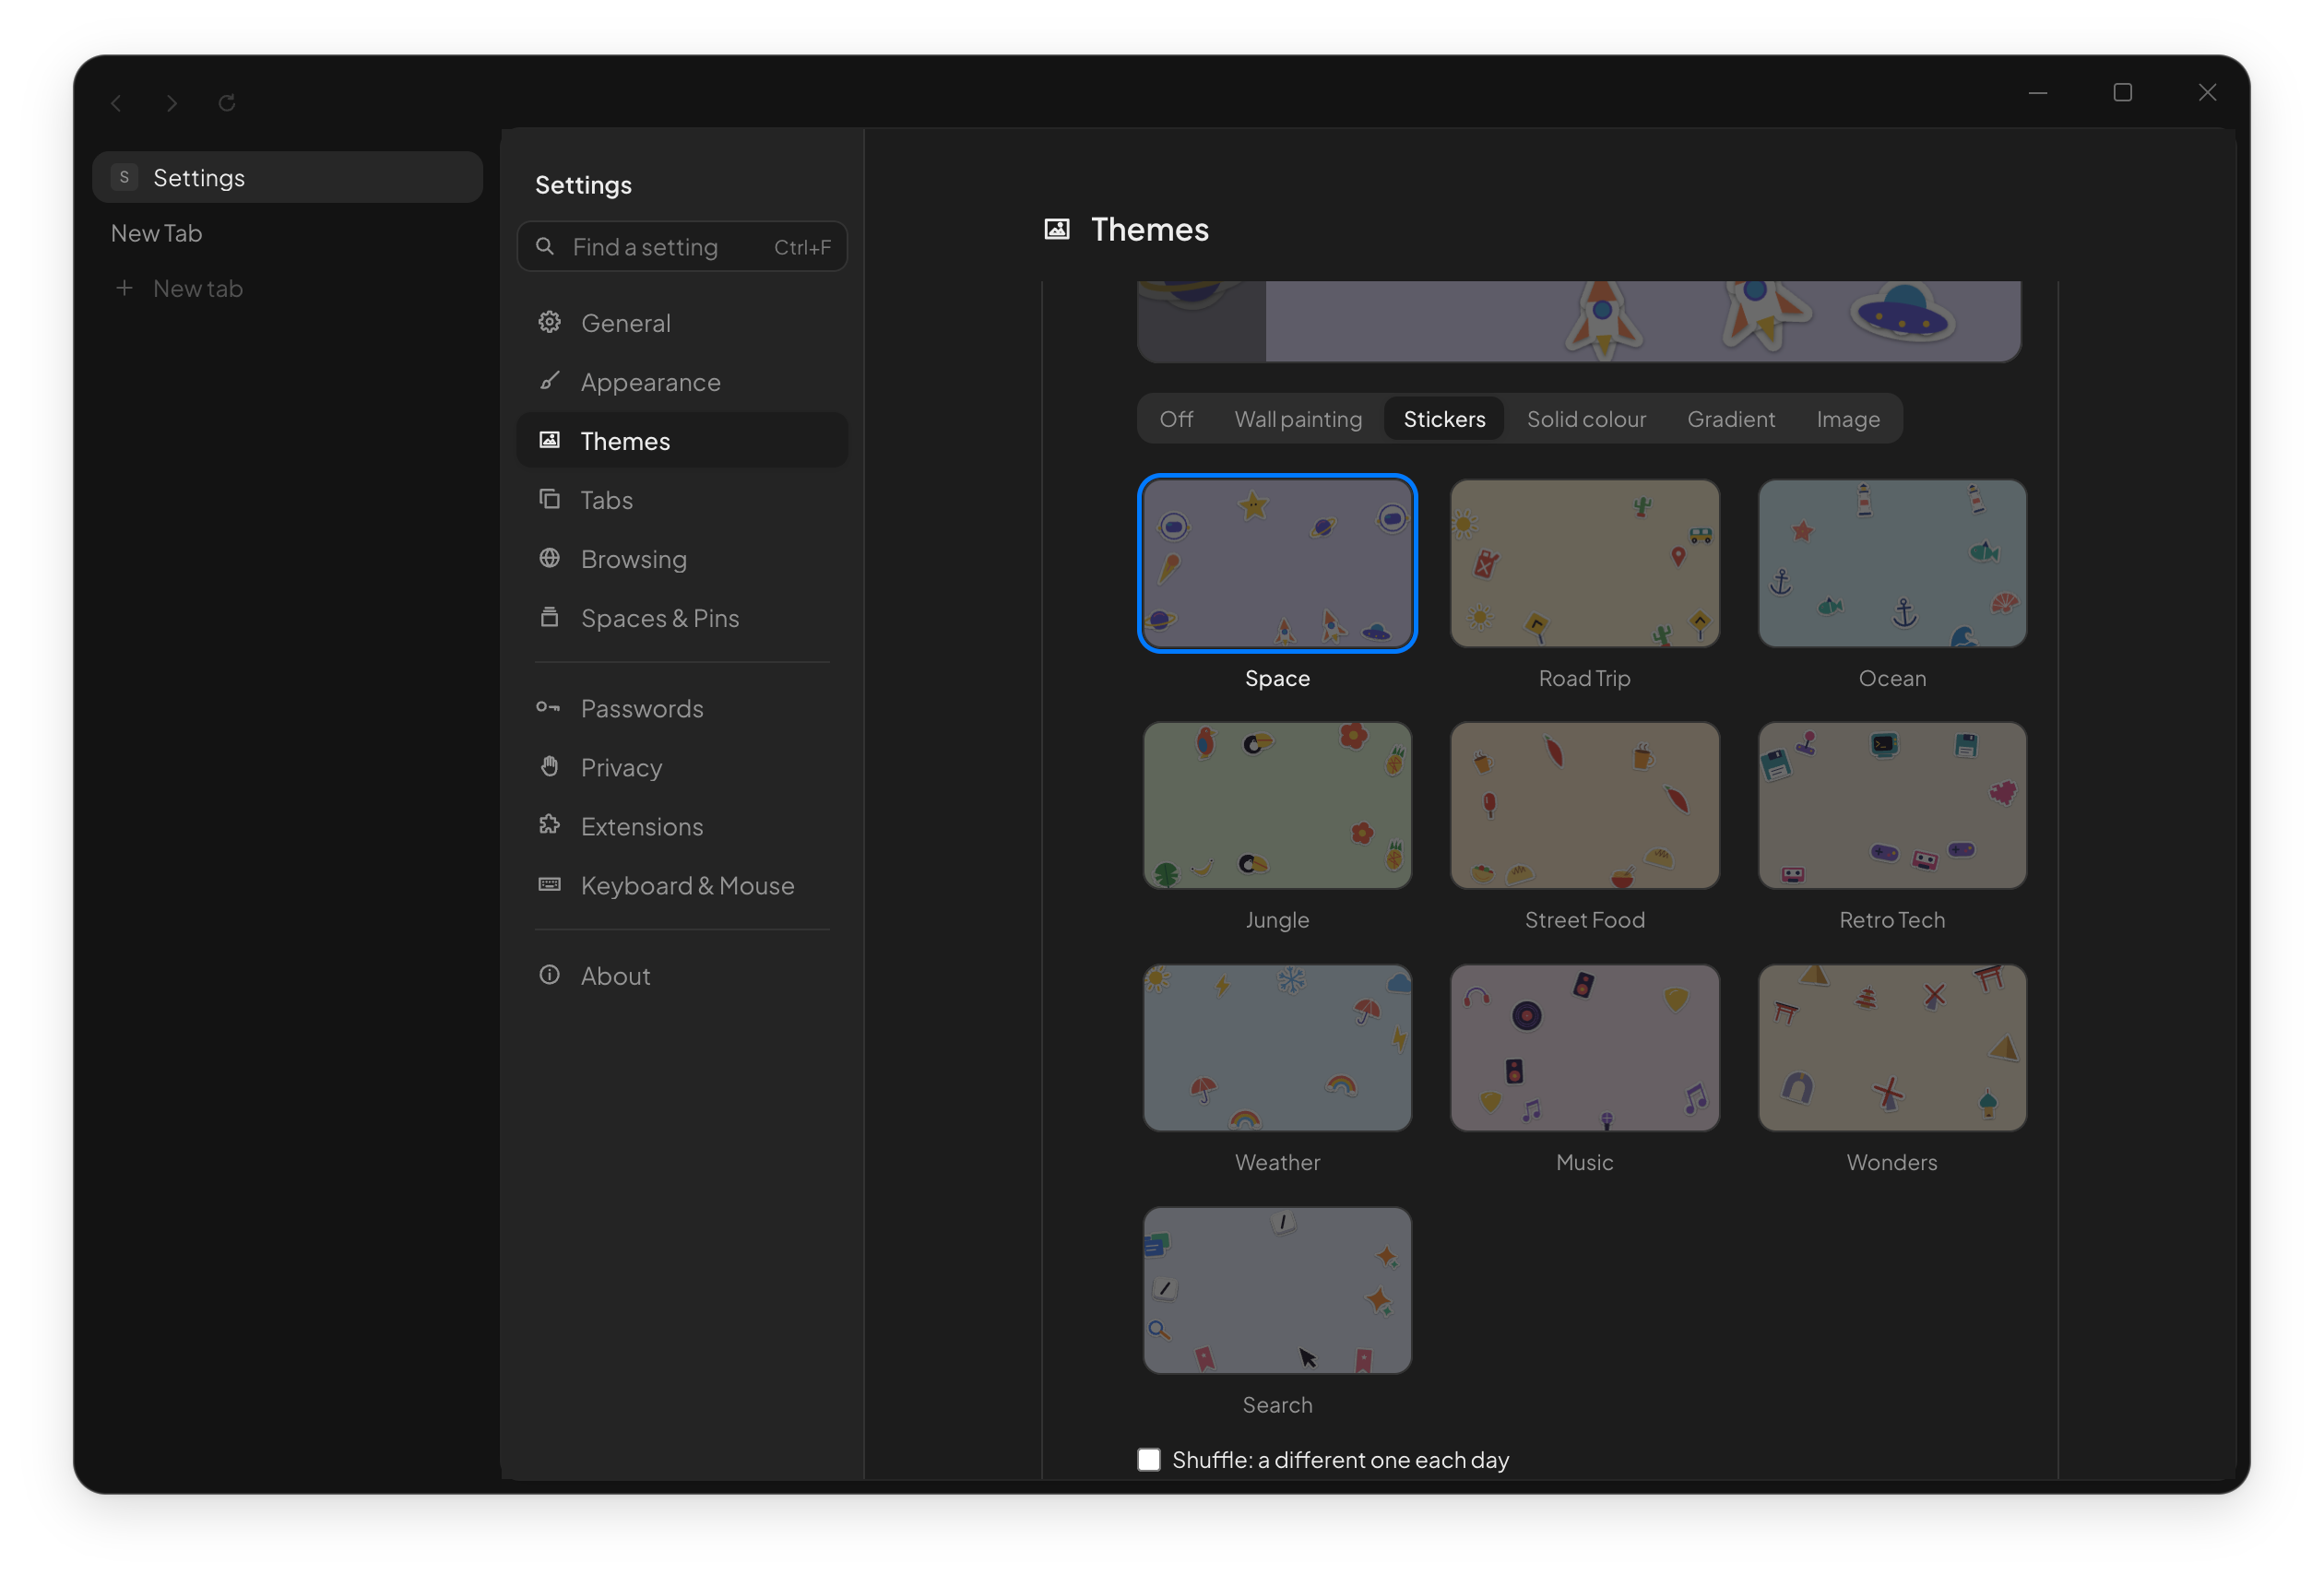 S Settings
New Tab
New tab
Settings
Find a setting Ctrl+F
General
Appearance
Themes
Tabs
Browsing
Spaces & Pins
Passwords
Privacy
Extensions
Keyboard & Mouse
About
Themes
Off Wall painting Stickers Solid colour Gradient Image
Space Road Trip Ocean
Jungle Street Food Retro Tech
Weather Music Wonders
Search
Shuffle: a different one each day